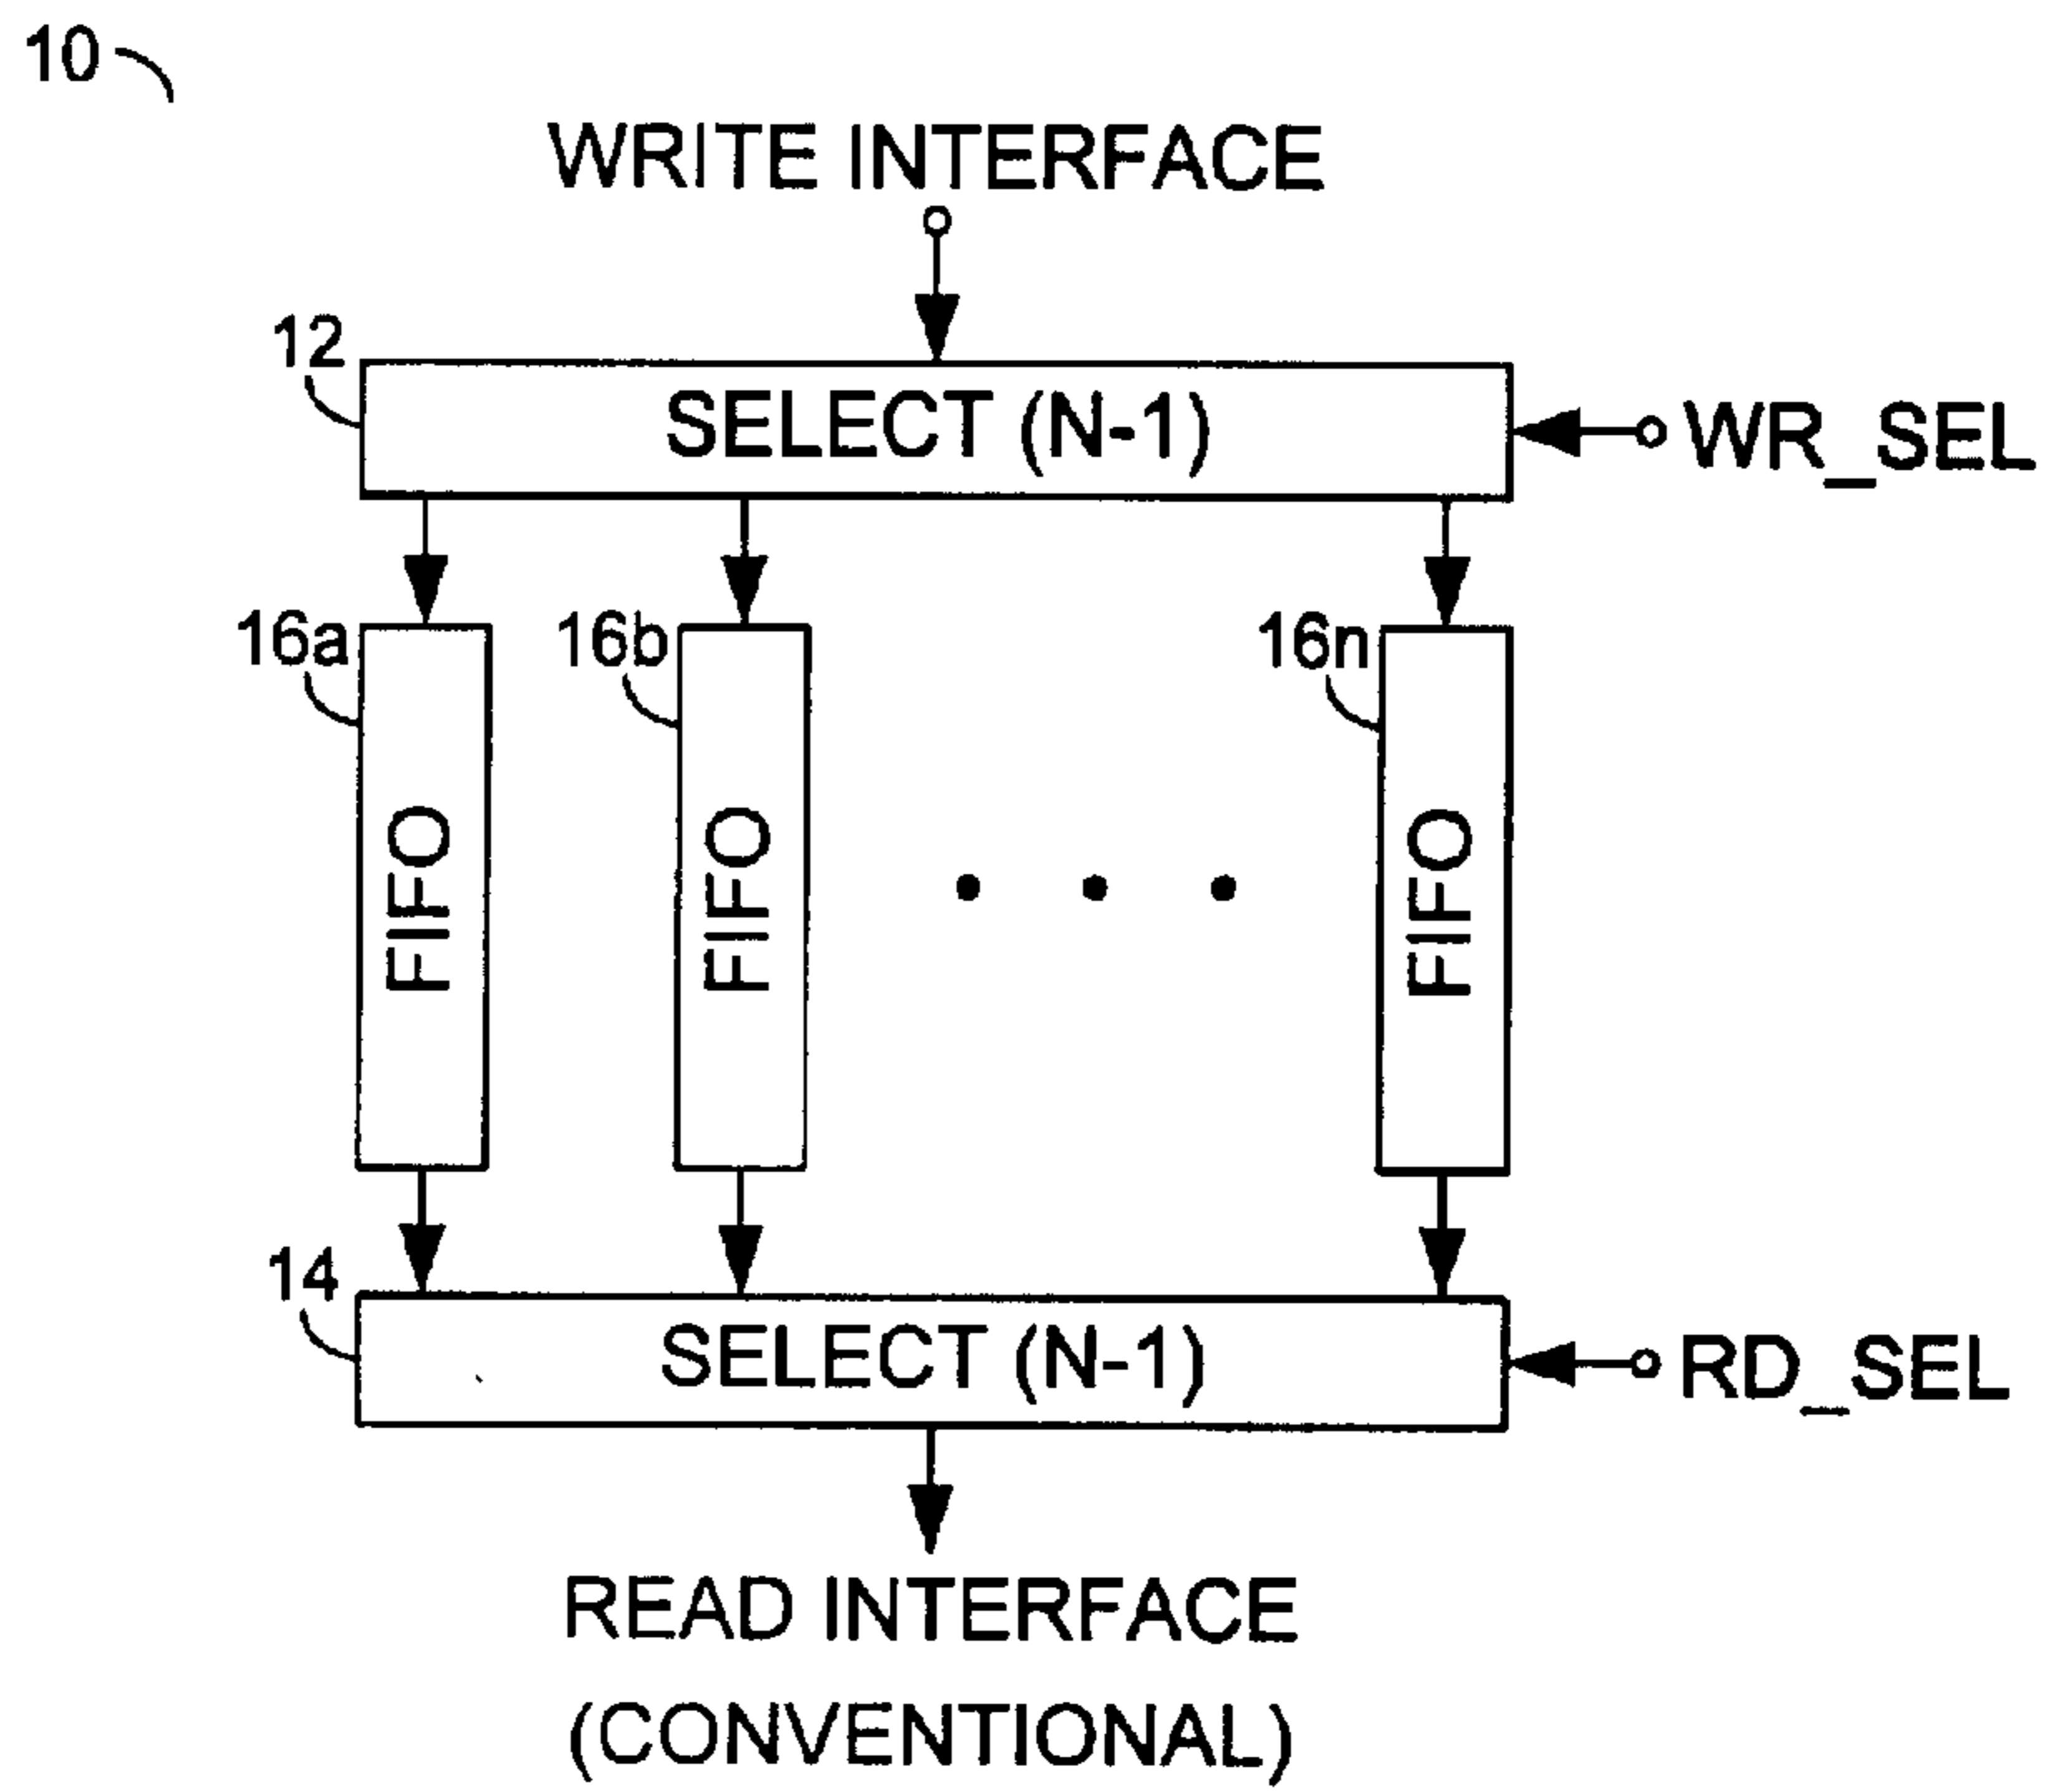 10
WRITE INTERFACE
12
SELECT (N-1)
WR_SEL
16a
16b
16n
FIFO
FIFO
FIFO
14
SELECT (N-1)
RD_SEL
READ INTERFACE
(CONVENTIONAL)